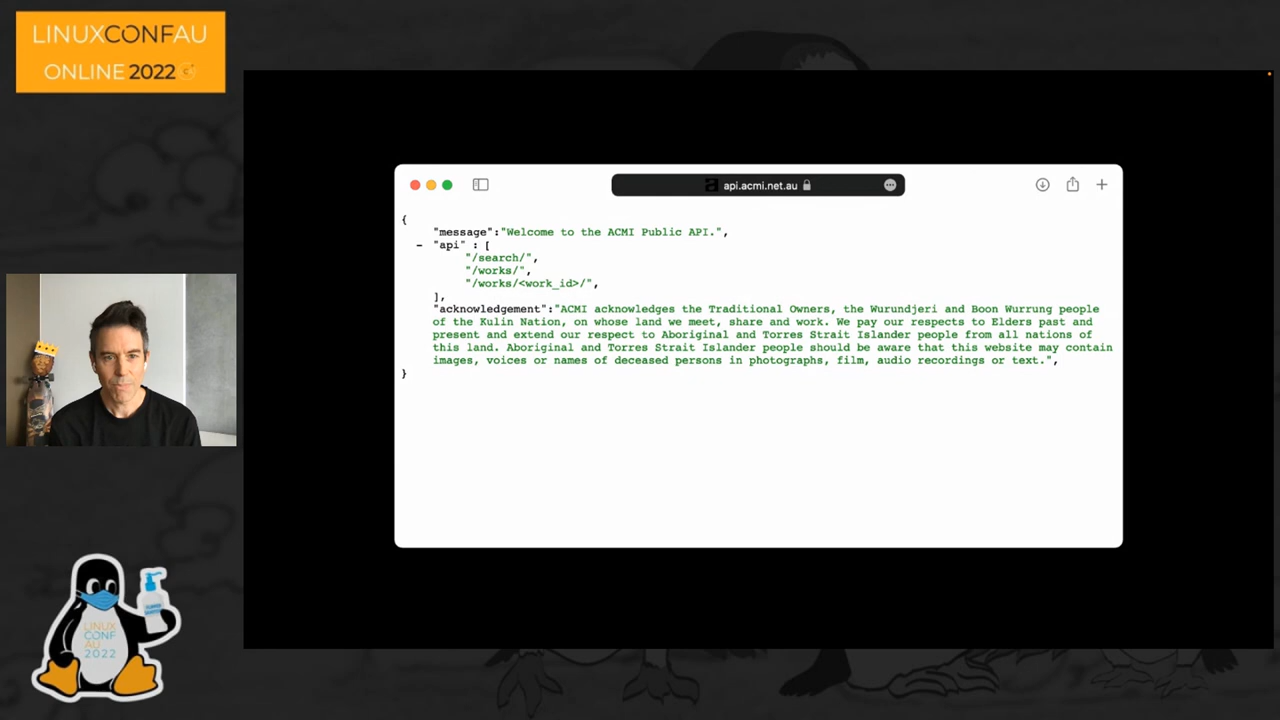 LINUXCONFAU
ONLINE 2022
api.acmi.net.au
{
"message":"Welcome to the ACMI Public API.",
- "api" : [
"/search/",
"/works/",
"/works/<work_id>/",
],
"acknowledgement":"ACMI acknowledges the Traditional Owners, the Wurundjeri and Boon Wurrung people
of the Kulin Nation, on whose land we meet, share and work. We pay our respects to Elders past and
present and extend our respect to Aboriginal and Torres Strait Islander people from all nations of
this land. Aboriginal and Torres Strait Islander people should be aware that this website may contain
images, voices or names of deceased persons in photographs, film, audio recordings or text.",
}
LINUX
CONF
AU
2022